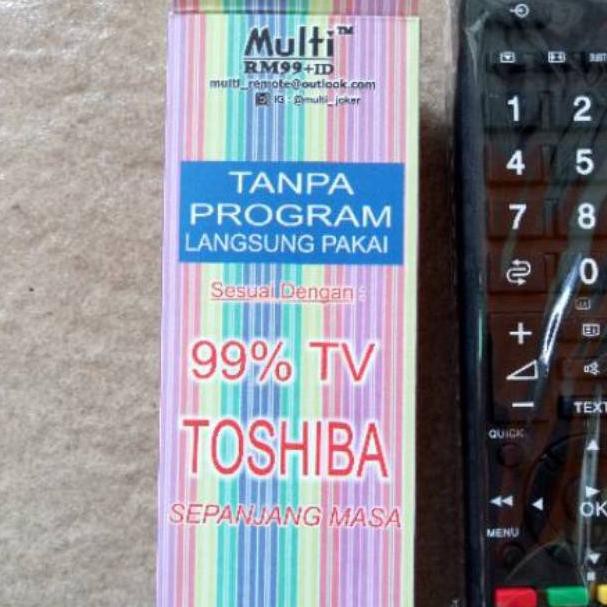 Multi™
RM99+ID
multi_remote@outlook.com
IG : @multi_joker
TANPA
PROGRAM
LANGSUNG PAKAI
Sesuai Dengan :
99% TV
TOSHIBA
SEPANJANG MASA
1 2
4 5
7 8
0
+
-
TEXT
QUICK
OK
MENU